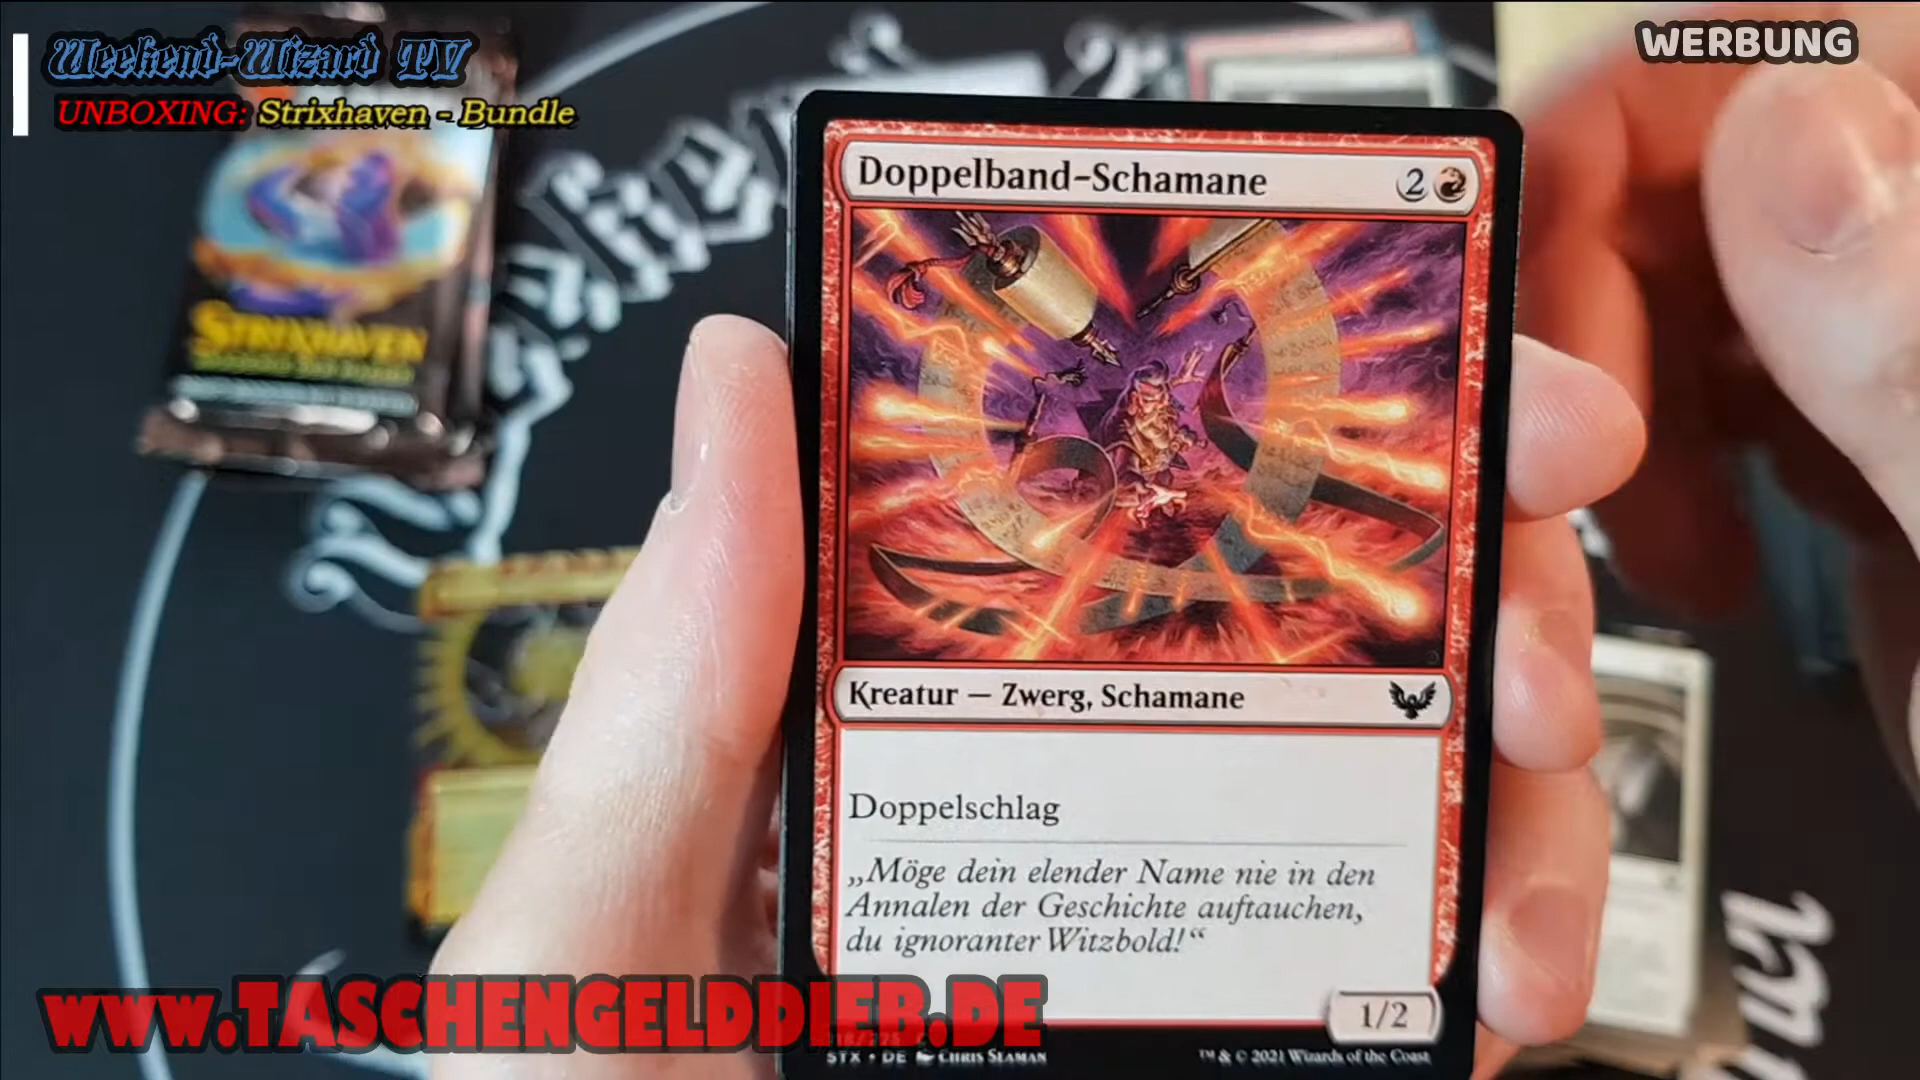 Weekend-Wizard TV
UNBOXING: Strixhaven - Bundle
WERBUNG
STRIXHAVEN
Doppelband-Schamane
2
Kreatur — Zwerg, Schamane
Doppelschlag
„Möge dein elender Name nie in den
Annalen der Geschichte auftauchen,
du ignoranter Witzbold!“
1/2
www.TASCHENGELDDIEB.DE
STX • DE CHRIS SEAMAN
™ & © 2021 Wizards of the Coast